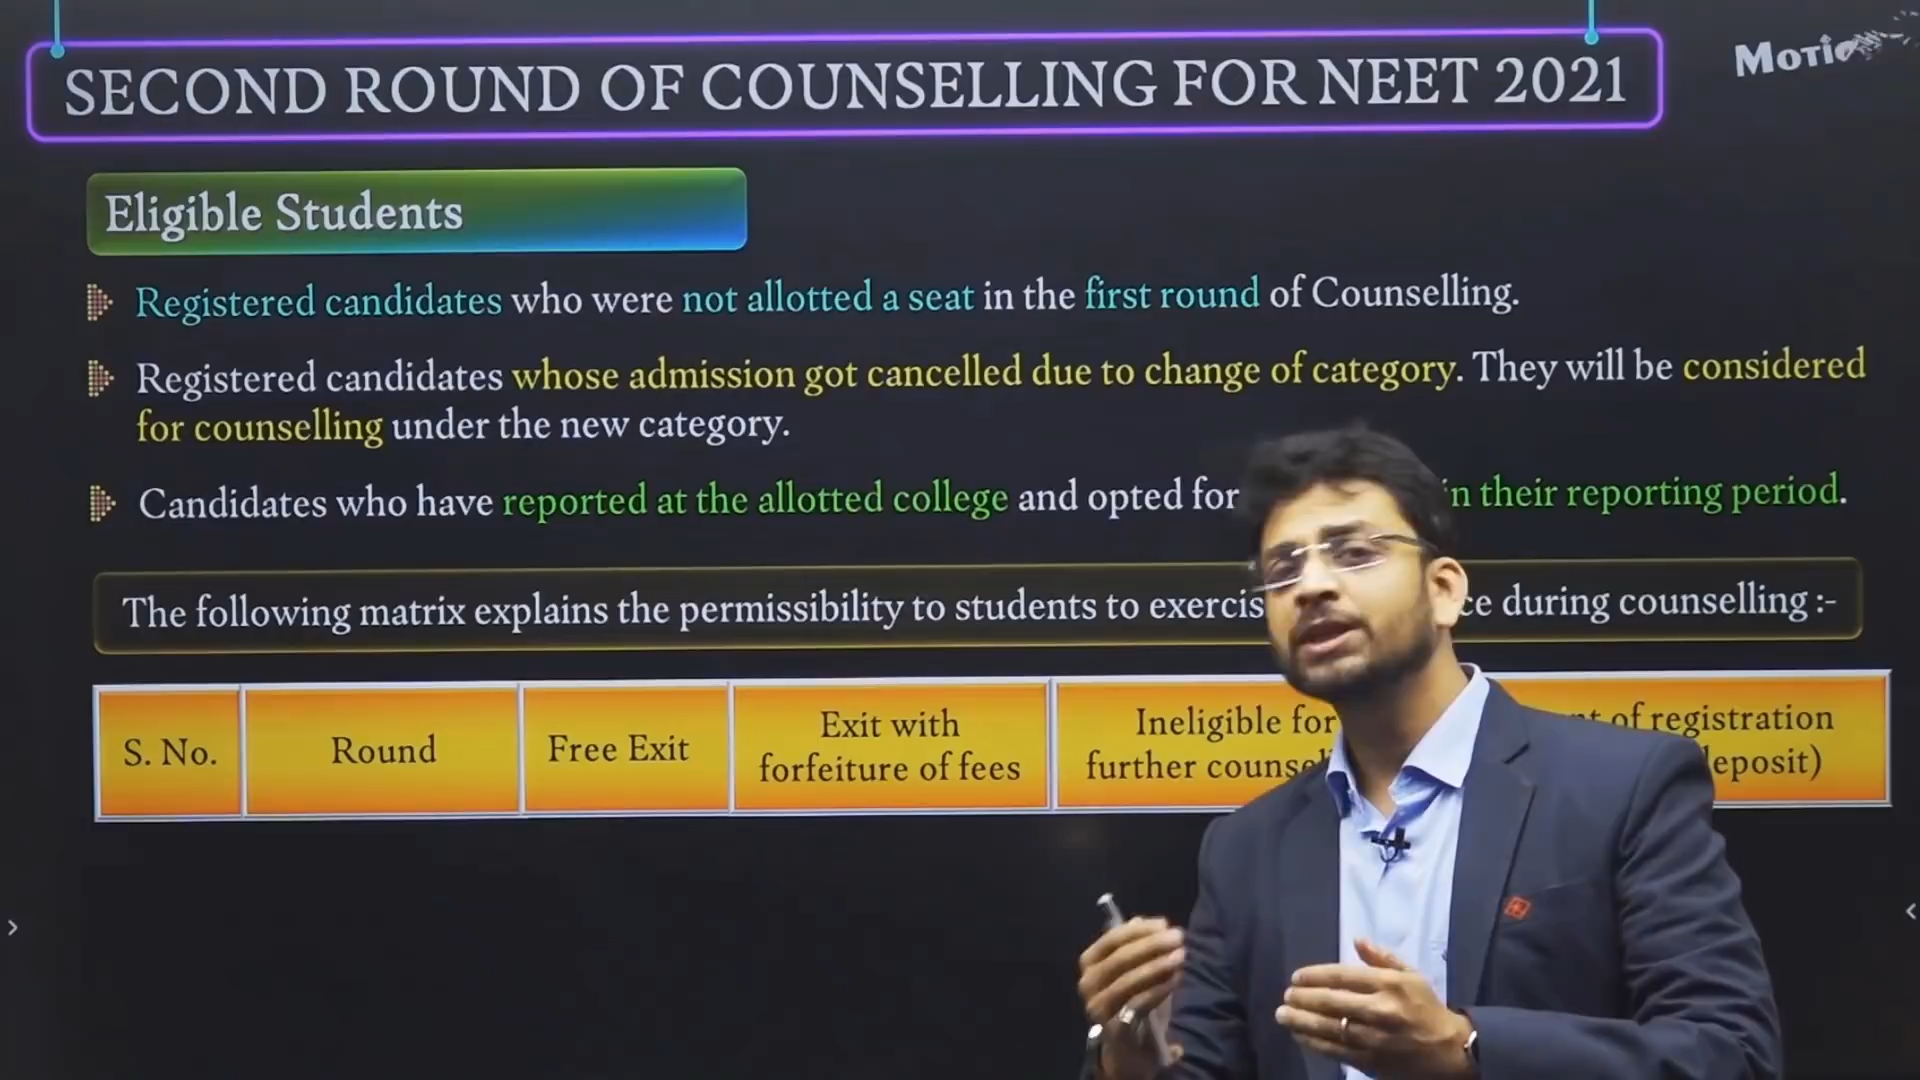 SECOND ROUND OF COUNSELLING FOR NEET 2021
Eligible Students
Registered candidates who were not allotted a seat in the first round of Counselling.
Registered candidates whose admission got cancelled due to change of category. They will be considered
for counselling under the new category.
Candidates who have reported at the allotted college and opted for in their reporting period.
The following matrix explains the permissibility to students to during counselling :-
S. No.
Round
Free Exit
Exit with
forfeiture of fees
Ineligible for
further
of registration